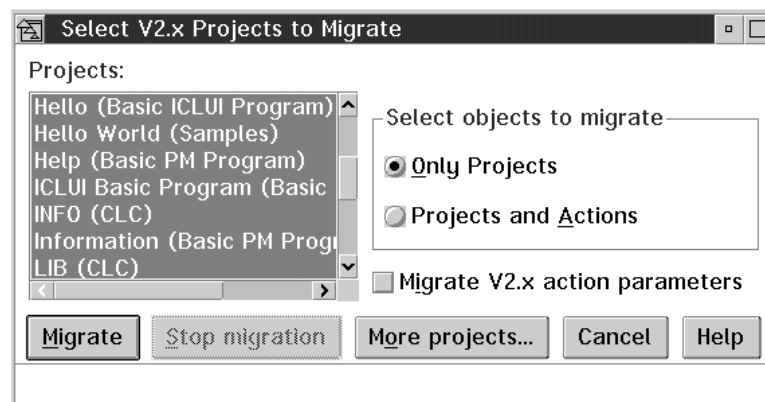 Select V2.x Projects to Migrate
Projects:
Hello (Basic ICLUI Program)
Hello World (Samples)
Help (Basic PM Program)
ICLUI Basic Program (Basic
INFO (CLC)
Information (Basic PM Progr
LIB (CLC)
Select objects to migrate
Only Projects
Projects and Actions
Migrate V2.x action parameters
Migrate Stop migration More projects... Cancel Help